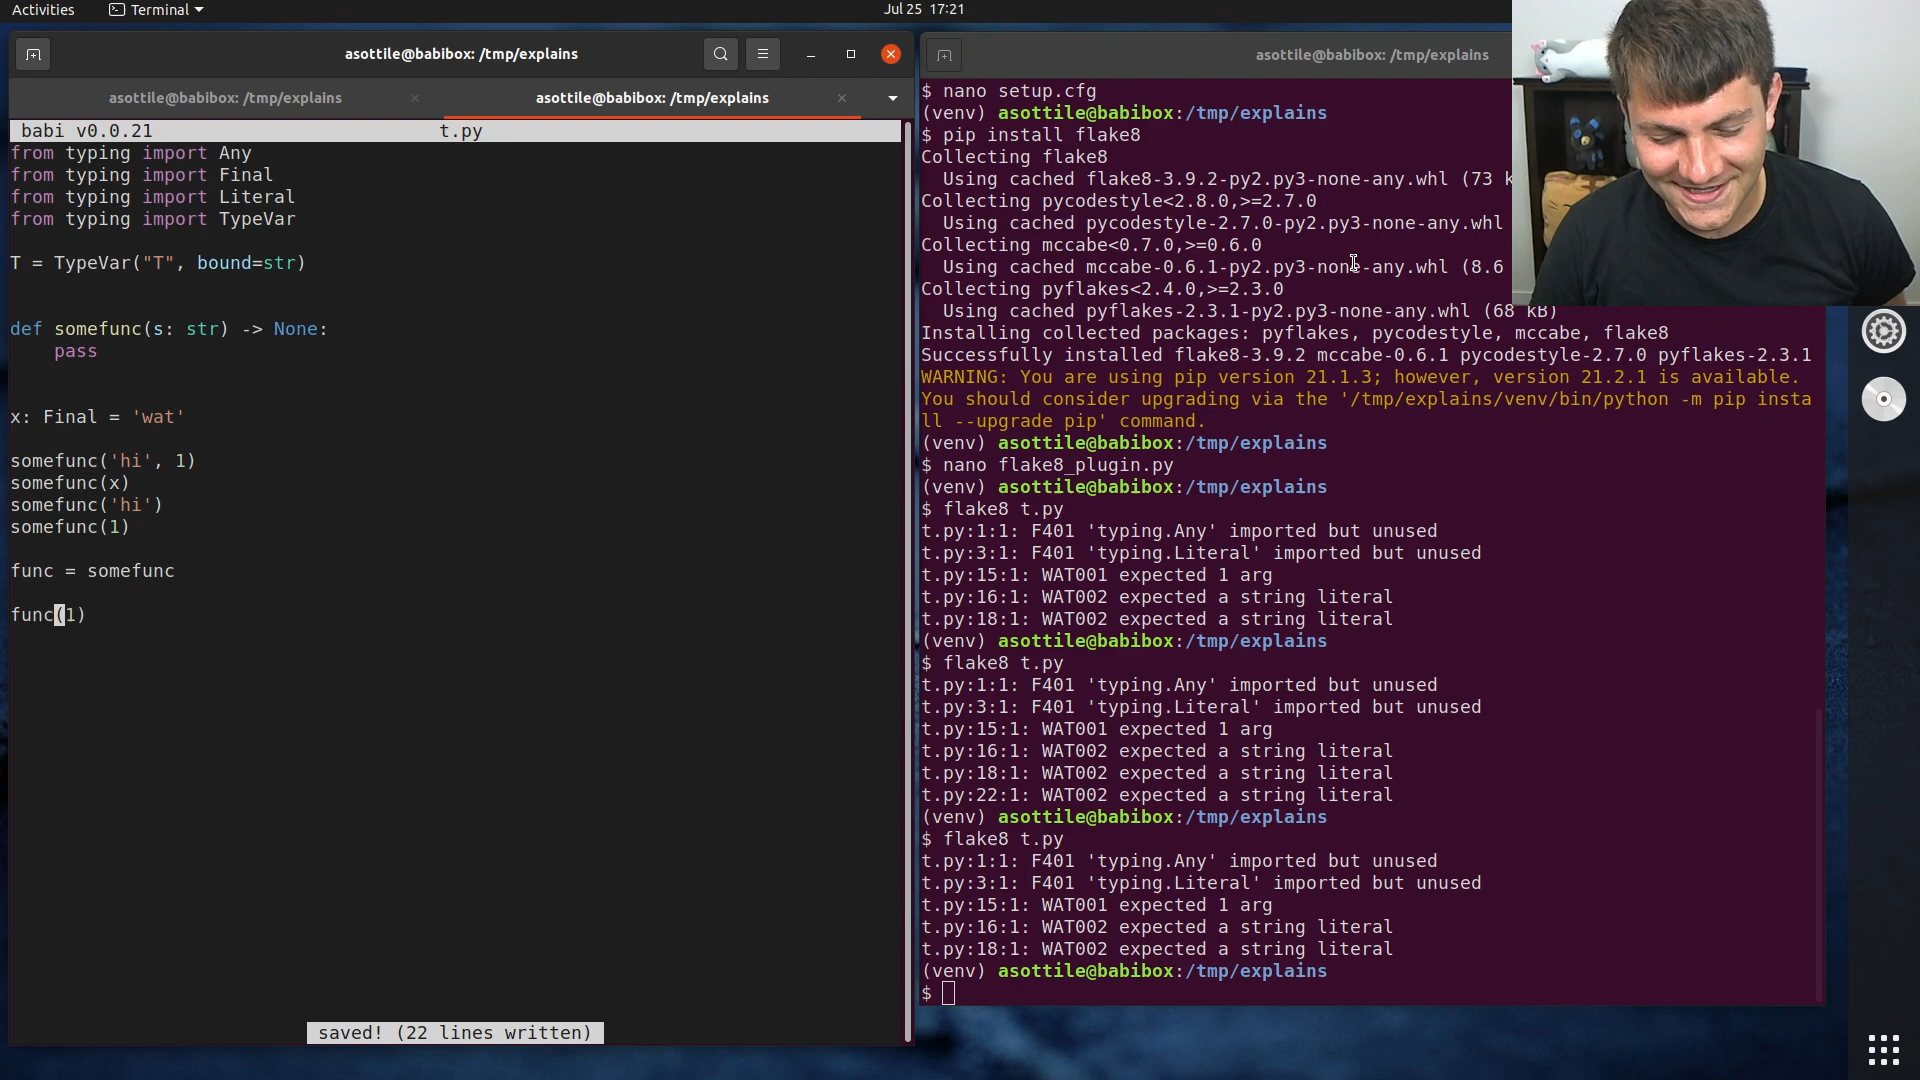 Activities
Terminal
Jul 25 17:21
asottile@babibox: /tmp/explains
asottile@babibox: /tmp/explains
asottile@babibox: /tmp/explains
babi v0.0.21 t.py
from typing import Any
from typing import Final
from typing import Literal
from typing import TypeVar
T = TypeVar("T", bound=str)
def somefunc(s: str) -> None:
    pass
x: Final = 'wat'
somefunc('hi', 1)
somefunc(x)
somefunc('hi')
somefunc(1)
func = somefunc
func(1)
saved! (22 lines written)
asottile@babibox: /tmp/explains
$ nano setup.cfg
(venv) asottile@babibox:/tmp/explains
$ pip install flake8
Collecting flake8
  Using cached flake8-3.9.2-py2.py3-none-any.whl (73 k
Collecting pycodestyle<2.8.0,>=2.7.0
  Using cached pycodestyle-2.7.0-py2.py3-none-any.whl
Collecting mccabe<0.7.0,>=0.6.0
  Using cached mccabe-0.6.1-py2.py3-none-any.whl (8.6
Collecting pyflakes<2.4.0,>=2.3.0
  Using cached pyflakes-2.3.1-py2.py3-none-any.whl (68 kB)
Installing collected packages: pyflakes, pycodestyle, mccabe, flake8
Successfully installed flake8-3.9.2 mccabe-0.6.1 pycodestyle-2.7.0 pyflakes-2.3.1
WARNING: You are using pip version 21.1.3; however, version 21.2.1 is available.
You should consider upgrading via the '/tmp/explains/venv/bin/python -m pip insta
ll --upgrade pip' command.
(venv) asottile@babibox:/tmp/explains
$ nano flake8_plugin.py
(venv) asottile@babibox:/tmp/explains
$ flake8 t.py
t.py:1:1: F401 'typing.Any' imported but unused
t.py:3:1: F401 'typing.Literal' imported but unused
t.py:15:1: WAT001 expected 1 arg
t.py:16:1: WAT002 expected a string literal
t.py:18:1: WAT002 expected a string literal
(venv) asottile@babibox:/tmp/explains
$ flake8 t.py
t.py:1:1: F401 'typing.Any' imported but unused
t.py:3:1: F401 'typing.Literal' imported but unused
t.py:15:1: WAT001 expected 1 arg
t.py:16:1: WAT002 expected a string literal
t.py:18:1: WAT002 expected a string literal
t.py:22:1: WAT002 expected a string literal
(venv) asottile@babibox:/tmp/explains
$ flake8 t.py
t.py:1:1: F401 'typing.Any' imported but unused
t.py:3:1: F401 'typing.Literal' imported but unused
t.py:15:1: WAT001 expected 1 arg
t.py:16:1: WAT002 expected a string literal
t.py:18:1: WAT002 expected a string literal
(venv) asottile@babibox:/tmp/explains
$